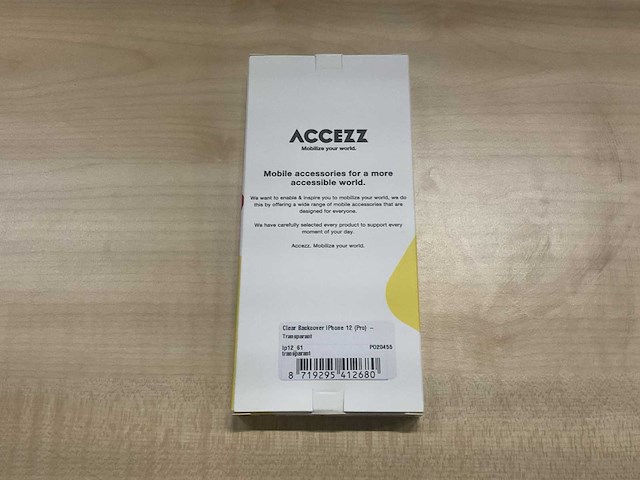 ACCEZZ
Mobilize your world.
Mobile accessories for a more
accessible world.
We want to enable & inspire you to mobilize your world, we do
this by offering a wide range of mobile accessories that are
designed for everyone.
We have carefully selected every product to support every
moment of your day.
Accezz. Mobilize your world.
Clear Backcover IPhone 12 (Pro) -
Transparant
Ip12_61 PO20455
transparant
8 719295 412680